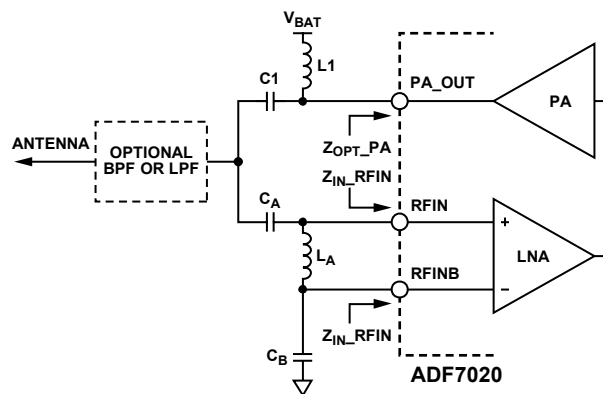 VBAT
L1
C1
PA_OUT
PA
ZOPT_PA
ANTENNA
OPTIONAL
BPF OR LPF
ZIN_RFIN
CA
RFIN
+
LA
LNA
RFINB
−
ZIN_RFIN
CB
ADF7020